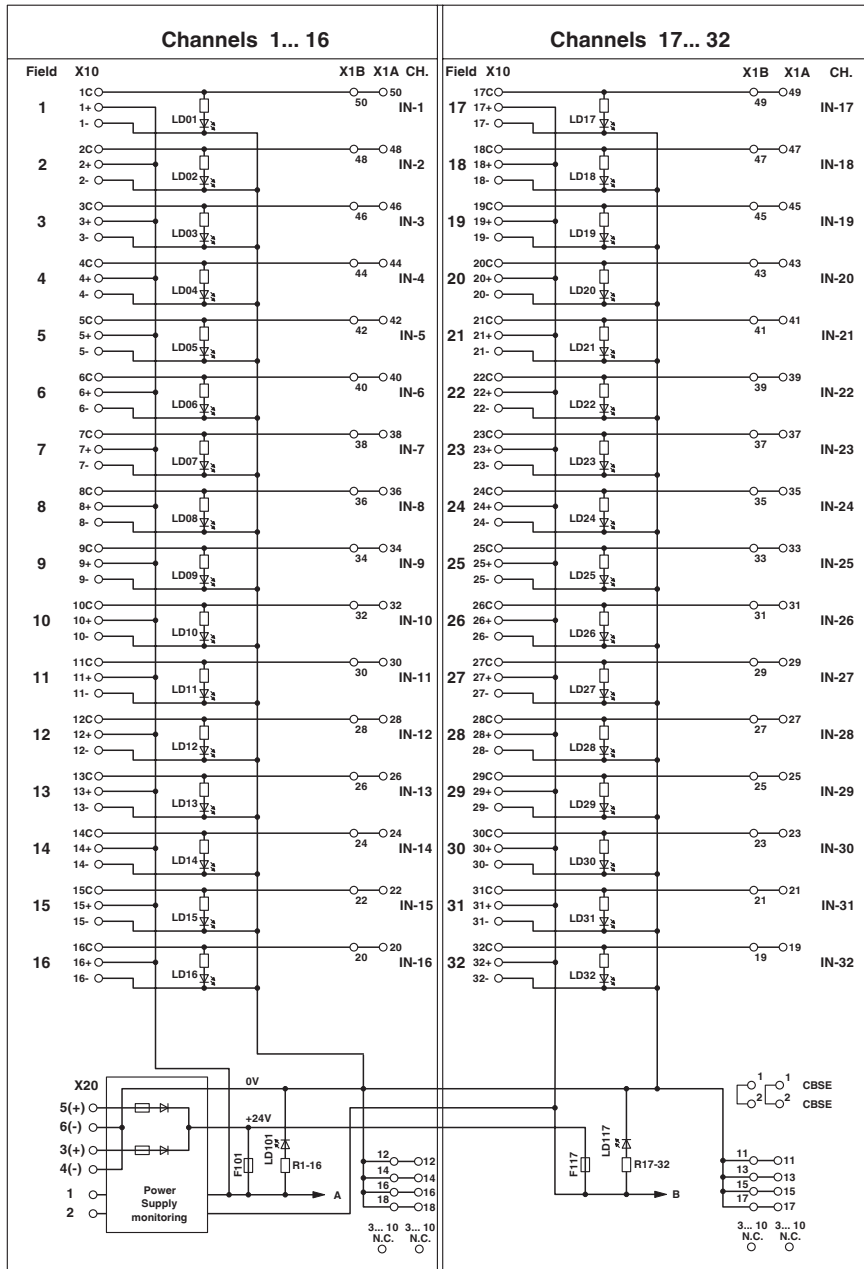 Channels 1... 16
Field X10 X1B X1A CH.
1C 50
1 1+ 50 IN-1
1- LD01
2C 48
2 2+ 48 IN-2
2- LD02
3C 46
3 3+ 46 IN-3
3- LD03
4C 44
4 4+ 44 IN-4
4- LD04
5C 42
5 5+ 42 IN-5
5- LD05
6C 40
6 6+ 40 IN-6
6- LD06
7C 38
7 7+ 38 IN-7
7- LD07
8C 36
8 8+ 36 IN-8
8- LD08
9C 34
9 9+ 34 IN-9
9- LD09
10C 32
10 10+ 32 IN-10
10- LD10
11C 30
11 11+ 30 IN-11
11- LD11
12C 28
12 12+ 28 IN-12
12- LD12
13C 26
13 13+ 26 IN-13
13- LD13
14C 24
14 14+ 24 IN-14
14- LD14
15C 22
15 15+ 22 IN-15
15- LD15
16C 20
16 16+ 20 IN-16
16- LD16
Channels 17... 32
Field X10 X1B X1A CH.
17C 49
17 17+ 49 IN-17
17- LD17
18C 47
18 18+ 47 IN-18
18- LD18
19C 45
19 19+ 45 IN-19
19- LD19
20C 43
20 20+ 43 IN-20
20- LD20
21C 41
21 21+ 41 IN-21
21- LD21
22C 39
22 22+ 39 IN-22
22- LD22
23C 37
23 23+ 37 IN-23
23- LD23
24C 35
24 24+ 35 IN-24
24- LD24
25C 33
25 25+ 33 IN-25
25- LD25
26C 31
26 26+ 31 IN-26
26- LD26
27C 29
27 27+ 29 IN-27
27- LD27
28C 27
28 28+ 27 IN-28
28- LD28
29C 25
29 29+ 25 IN-29
29- LD29
30C 23
30 30+ 23 IN-30
30- LD30
31C 21
31 31+ 21 IN-31
31- LD31
32C 19
32 32+ 19 IN-32
32- LD32
X20
5(+)
6(-)
3(+)
4(-)
1
2
Power
Supply
monitoring
0V
+24V
F101
LD101
R1-16
A
12 12
14 14
16 16
18 18
3... 10 3... 10
N.C. N.C.
F117
LD117
R17-32
B
1 1 CBSE
2 2 CBSE
11 11
13 13
15 15
17 17
3... 10 3... 10
N.C. N.C.